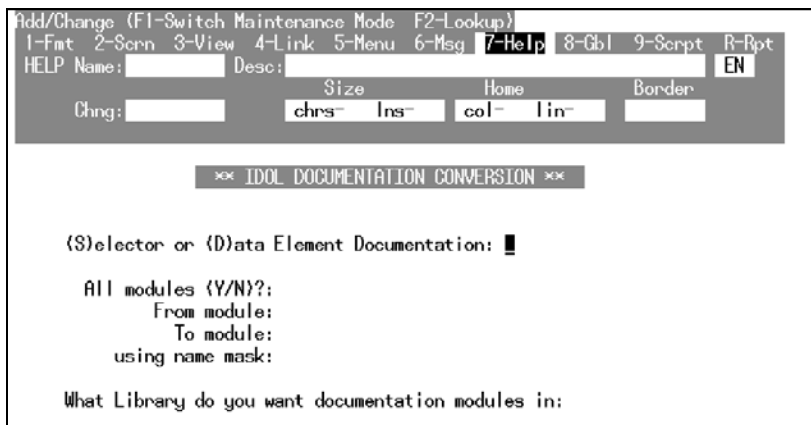 Add/Change (F1-Switch Maintenance Mode F2-Lookup)
1-Fmt 2-Scrn 3-View 4-Link 5-Menu 6-Msg 7-Help 8-Gbl 9-Scrpt R-Rpt
HELP Name: Desc: EN
Size Home Border
Chng: chrs- lns- col- lin-
** IDOL DOCUMENTATION CONVERSION **
(S)elector or (D)ata Element Documentation:
All modules (Y/N)?:
From module:
To module:
using name mask:
What Library do you want documentation modules in: